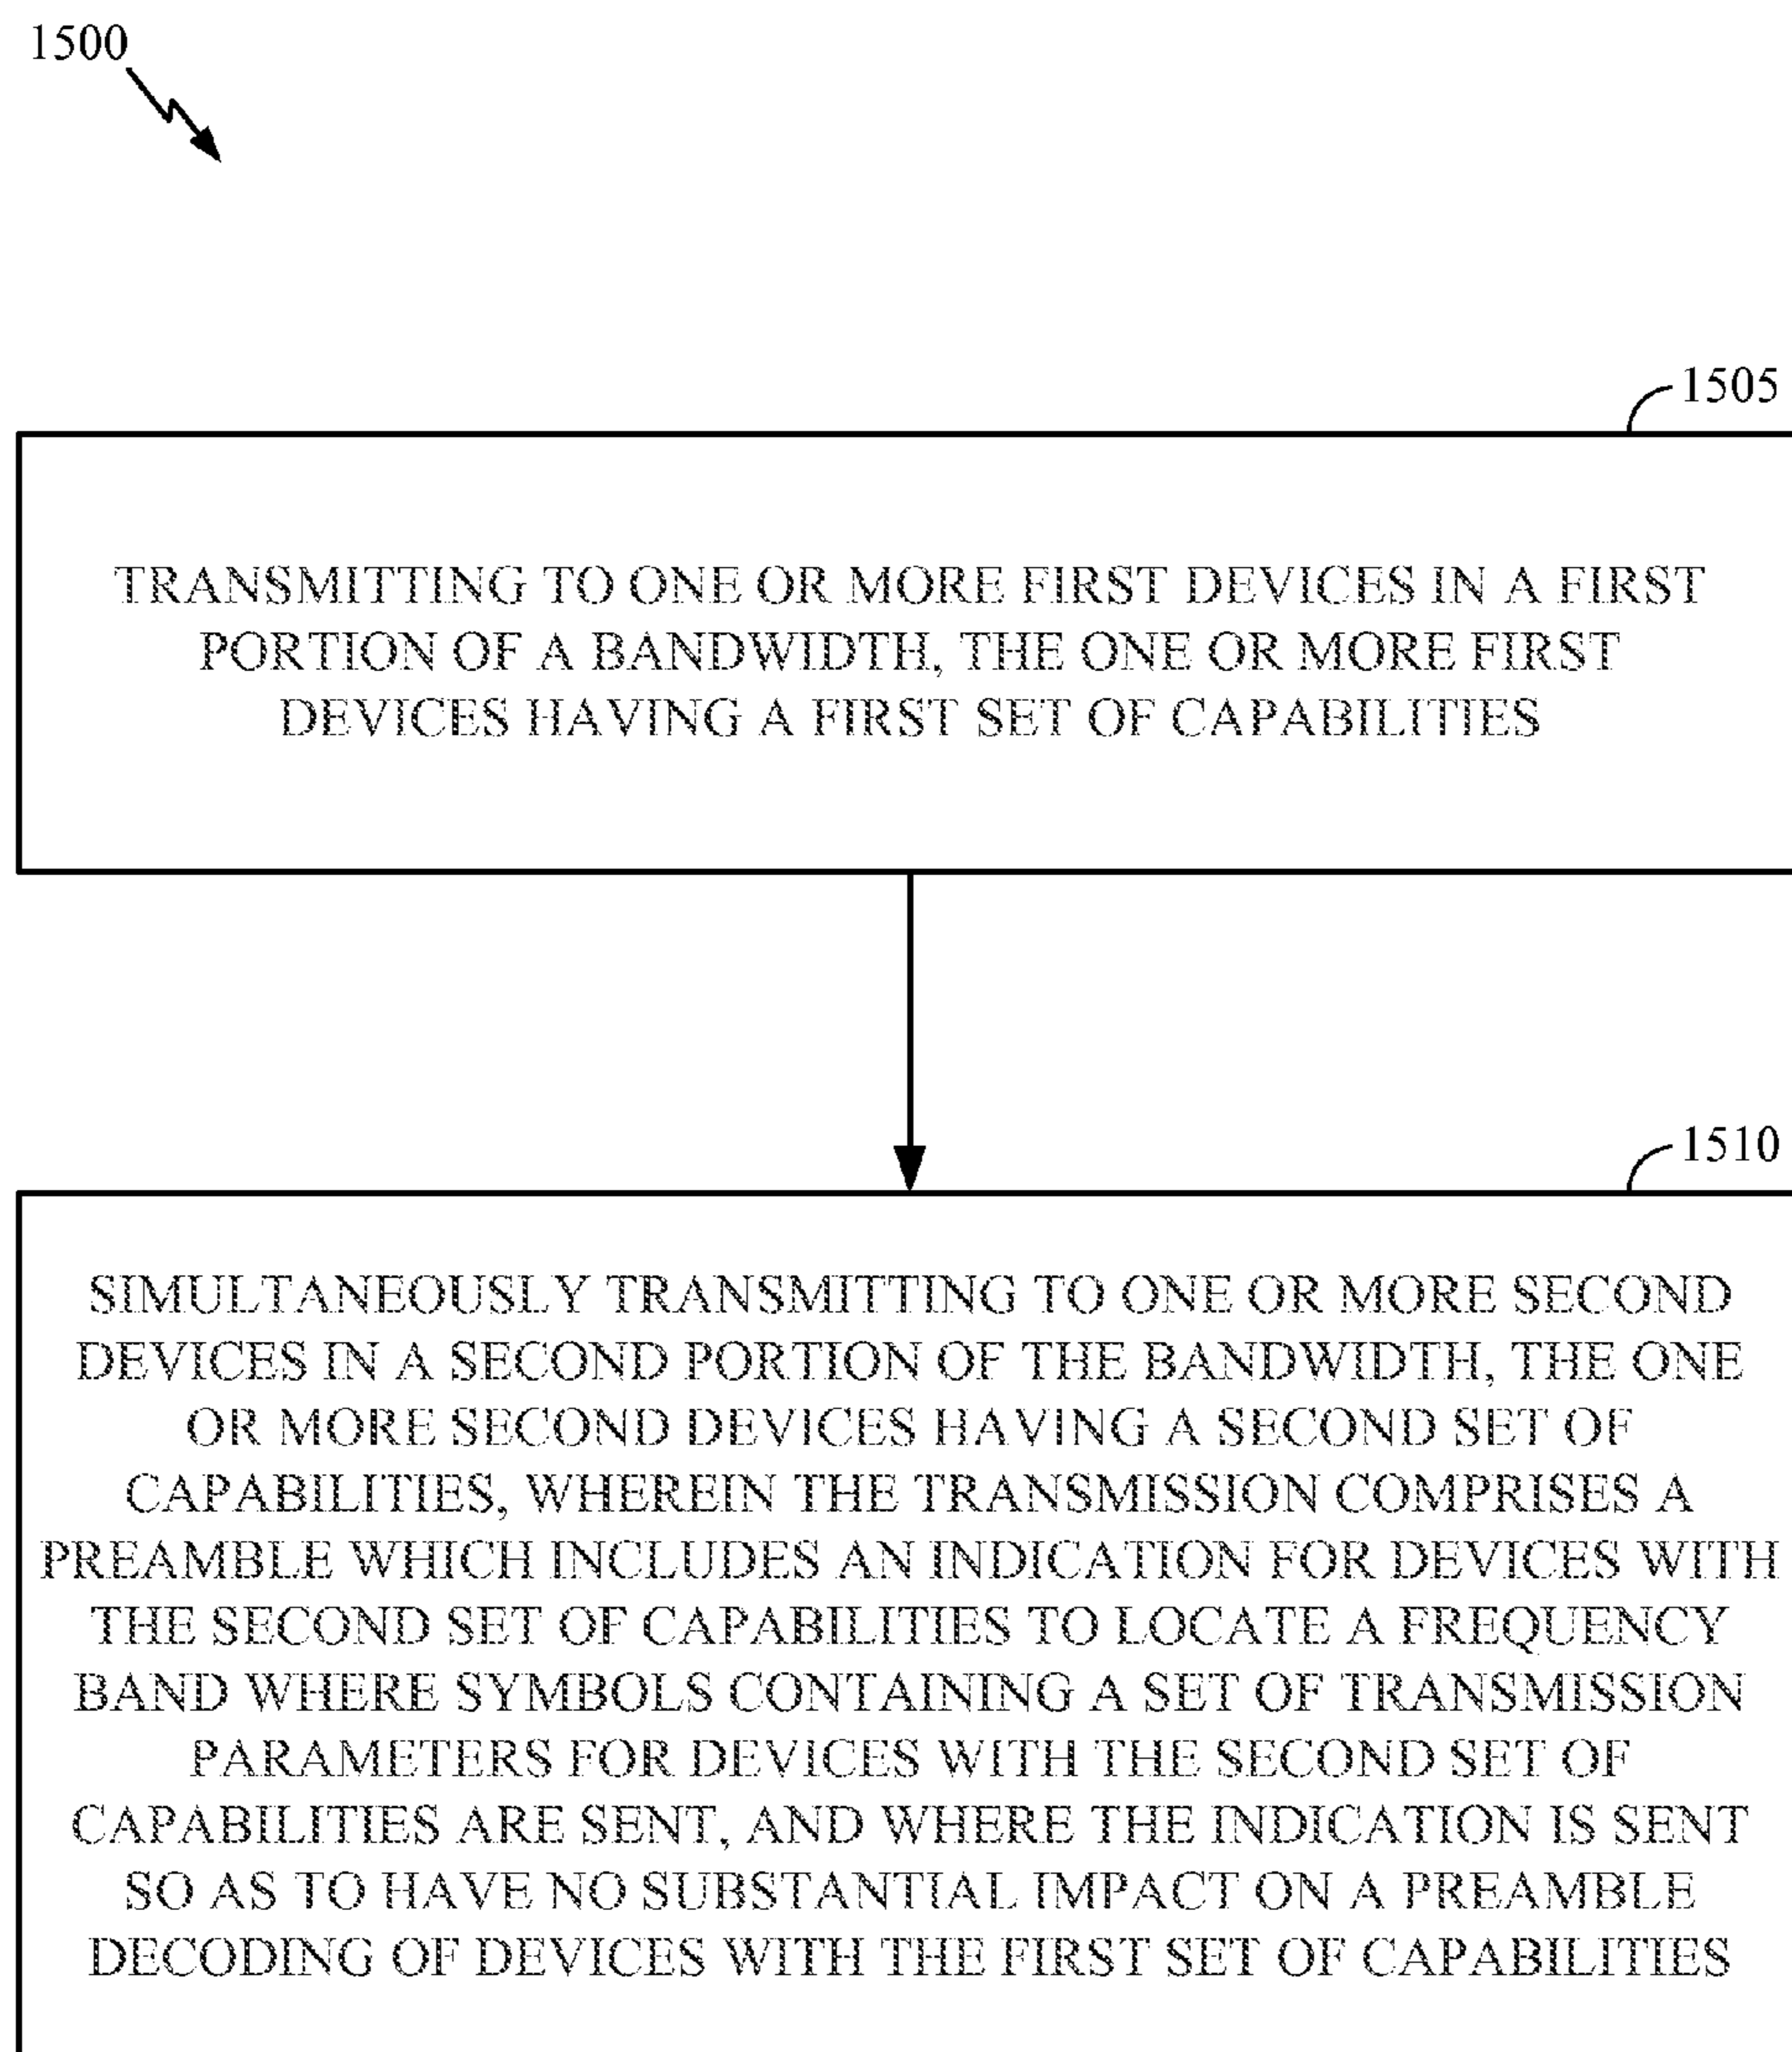 1500
1505
TRANSMITTING TO ONE OR MORE FIRST DEVICES IN A FIRST
PORTION OF A BANDWIDTH, THE ONE OR MORE FIRST
DEVICES HAVING A FIRST SET OF CAPABILITIES
1510
SIMULTANEOUSLY TRANSMITTING TO ONE OR MORE SECOND
DEVICES IN A SECOND PORTION OF THE BANDWIDTH, THE ONE
OR MORE SECOND DEVICES HAVING A SECOND SET OF
CAPABILITIES, WHEREIN THE TRANSMISSION COMPRISES A
PREAMBLE WHICH INCLUDES AN INDICATION FOR DEVICES WITH
THE SECOND SET OF CAPABILITIES TO LOCATE A FREQUENCY
BAND WHERE SYMBOLS CONTAINING A SET OF TRANSMISSION
PARAMETERS FOR DEVICES WITH THE SECOND SET OF
CAPABILITIES ARE SENT, AND WHERE THE INDICATION IS SENT
SO AS TO HAVE NO SUBSTANTIAL IMPACT ON A PREAMBLE
DECODING OF DEVICES WITH THE FIRST SET OF CAPABILITIES